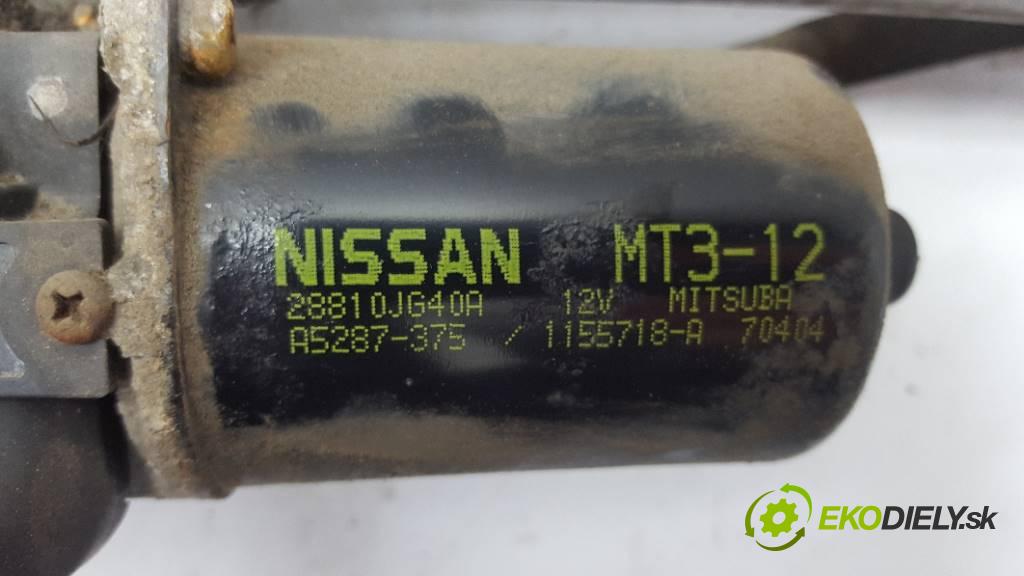 NISSAN MT3-12
28810JG40A 12V MITSUBA
A5287-375 / 1155718-A 70404
EKODIELY.sk